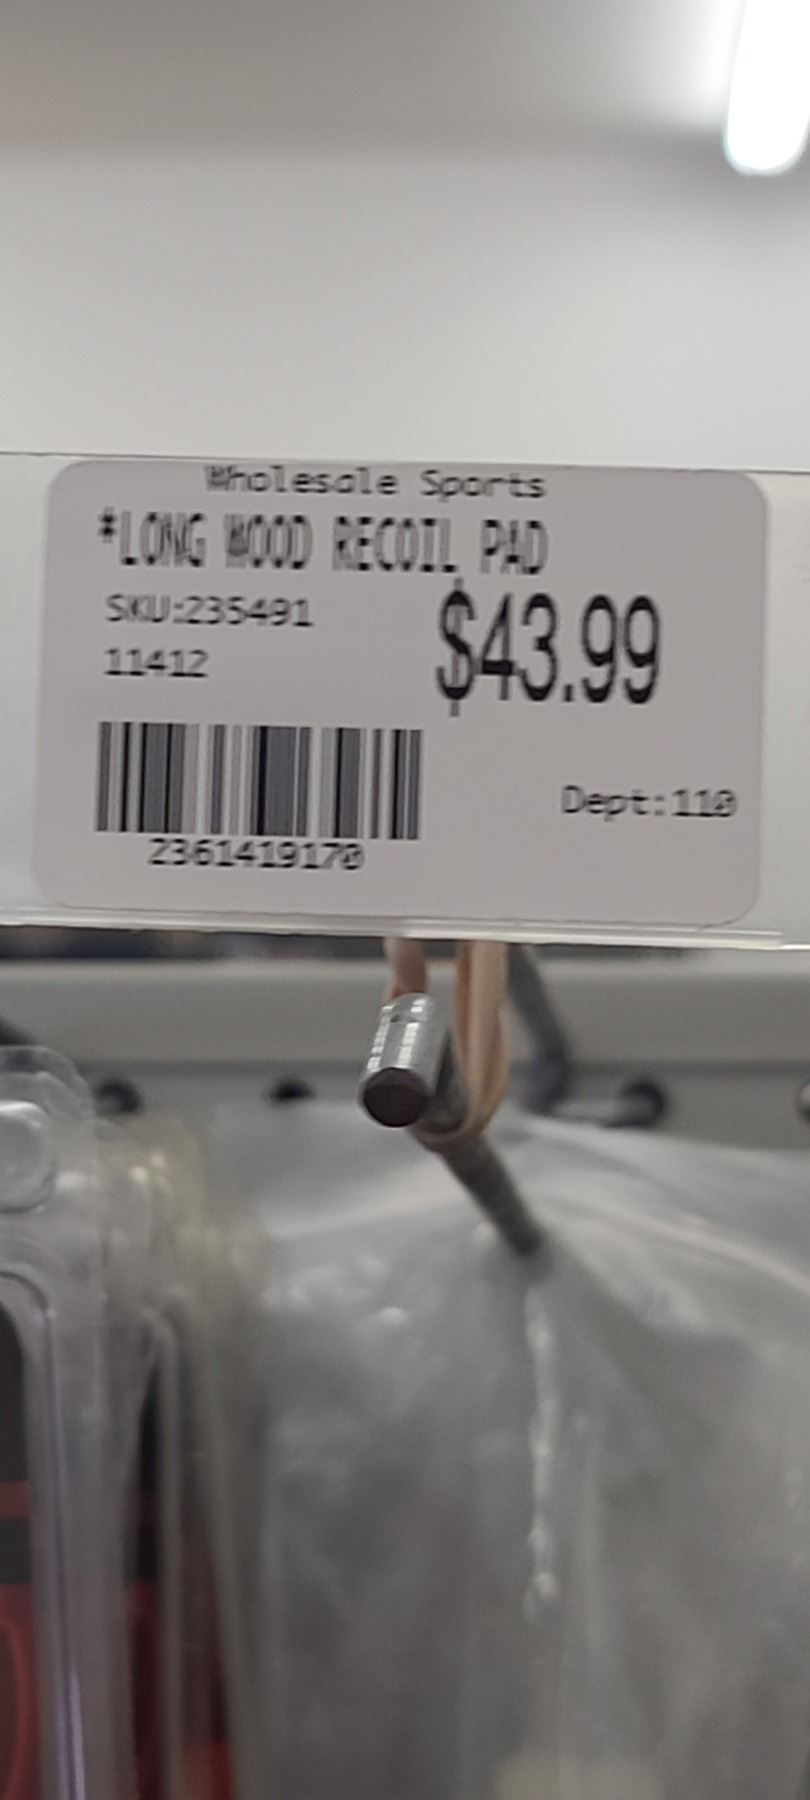 Wholesale Sports
*LONG WOOD RECOIL PAD
SKU:235491
$43.99
11412
Dept:110
2361419170